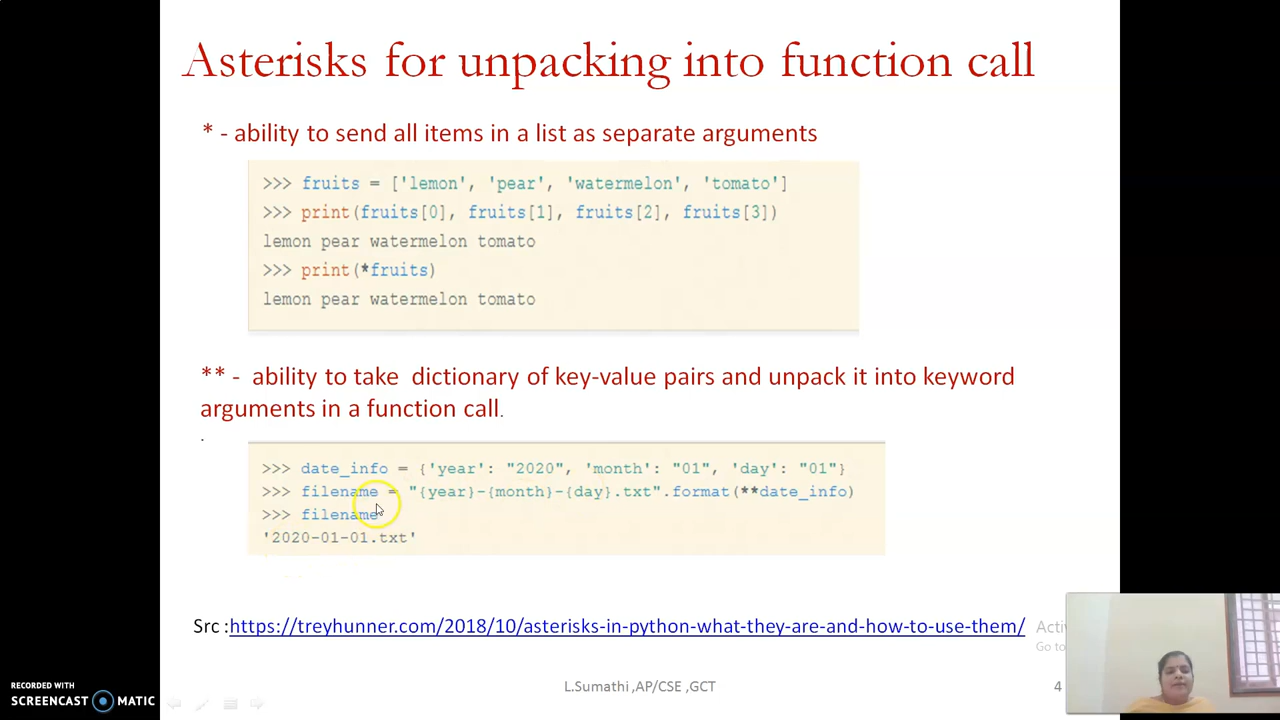 Asterisks for unpacking into function call
* - ability to send all items in a list as separate arguments
>>> fruits = ['lemon', 'pear', 'watermelon', 'tomato']
>>> print(fruits[0], fruits[1], fruits[2], fruits[3])
lemon pear watermelon tomato
>>> print(*fruits)
lemon pear watermelon tomato
** - ability to take dictionary of key-value pairs and unpack it into keyword
arguments in a function call.
.
>>> date_info = {'year': "2020", 'month': "01", 'day': "01"}
>>> filename = "{year}-{month}-{day}.txt".format(**date_info)
>>> filename
'2020-01-01.txt'
Src :https://treyhunner.com/2018/10/asterisks-in-python-what-they-are-and-how-to-use-them/
Acti
Go to
L.Sumathi ,AP/CSE ,GCT
4
RECORDED WITH
SCREENCAST MATIC